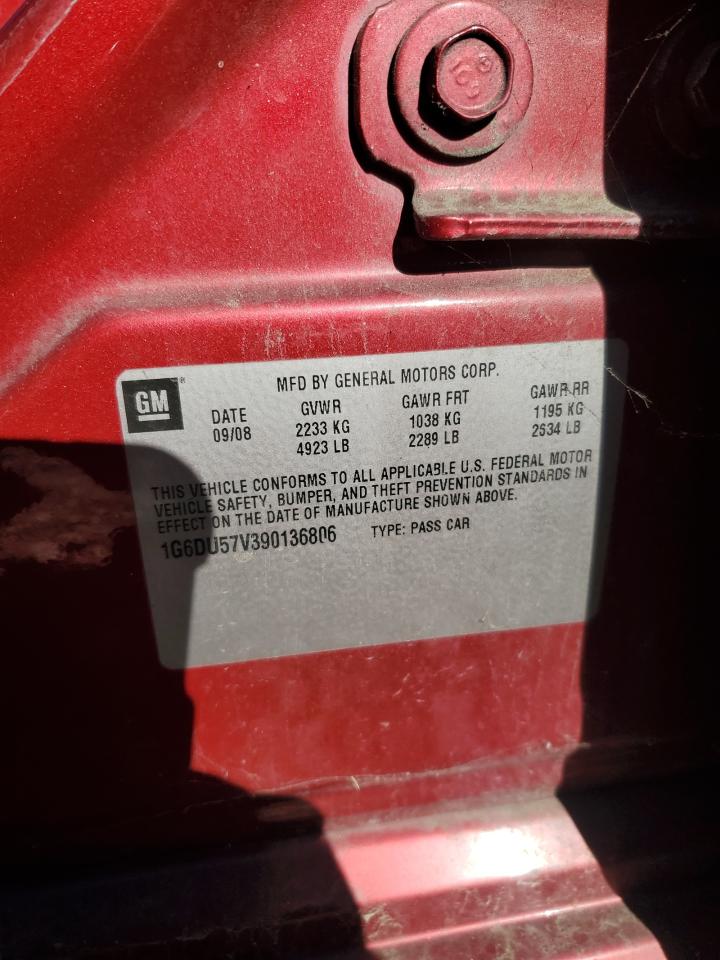 MFD BY GENERAL MOTORS CORP.
GM®
DATE GVWR GAWR FRT GAWR RR
09/08 2233 KG 1038 KG 1195 KG
4923 LB 2289 LB 2634 LB
THIS VEHICLE CONFORMS TO ALL APPLICABLE U.S. FEDERAL MOTOR
VEHICLE SAFETY, BUMPER, AND THEFT PREVENTION STANDARDS IN
EFFECT ON THE DATE OF MANUFACTURE SHOWN ABOVE.
1G6DU57V390136806 TYPE: PASS CAR